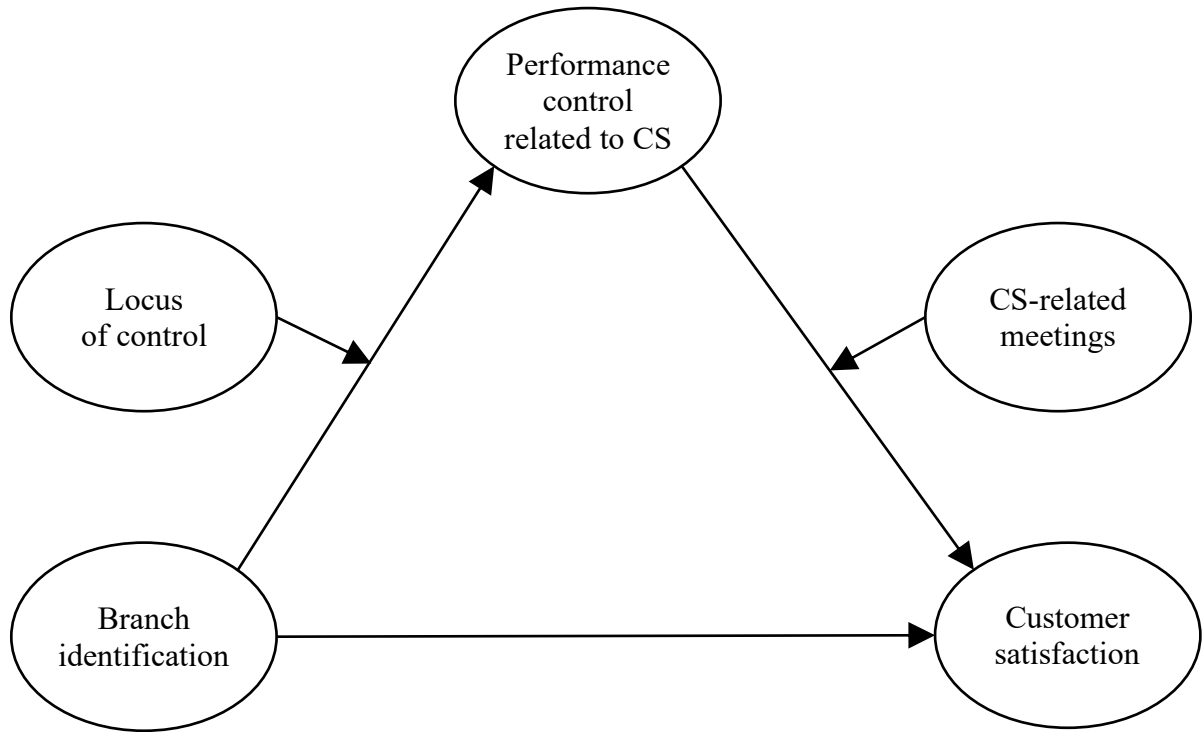 Performance
control
related to CS
Locus
of control
CS-related
meetings
Branch
identification
Customer
satisfaction